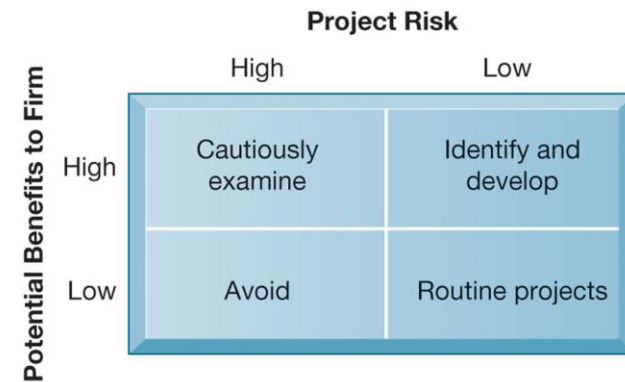 Project Risk
High Low
Potential Benefits to Firm
High
Cautiously
examine
Identify and
develop
Low
Avoid
Routine projects